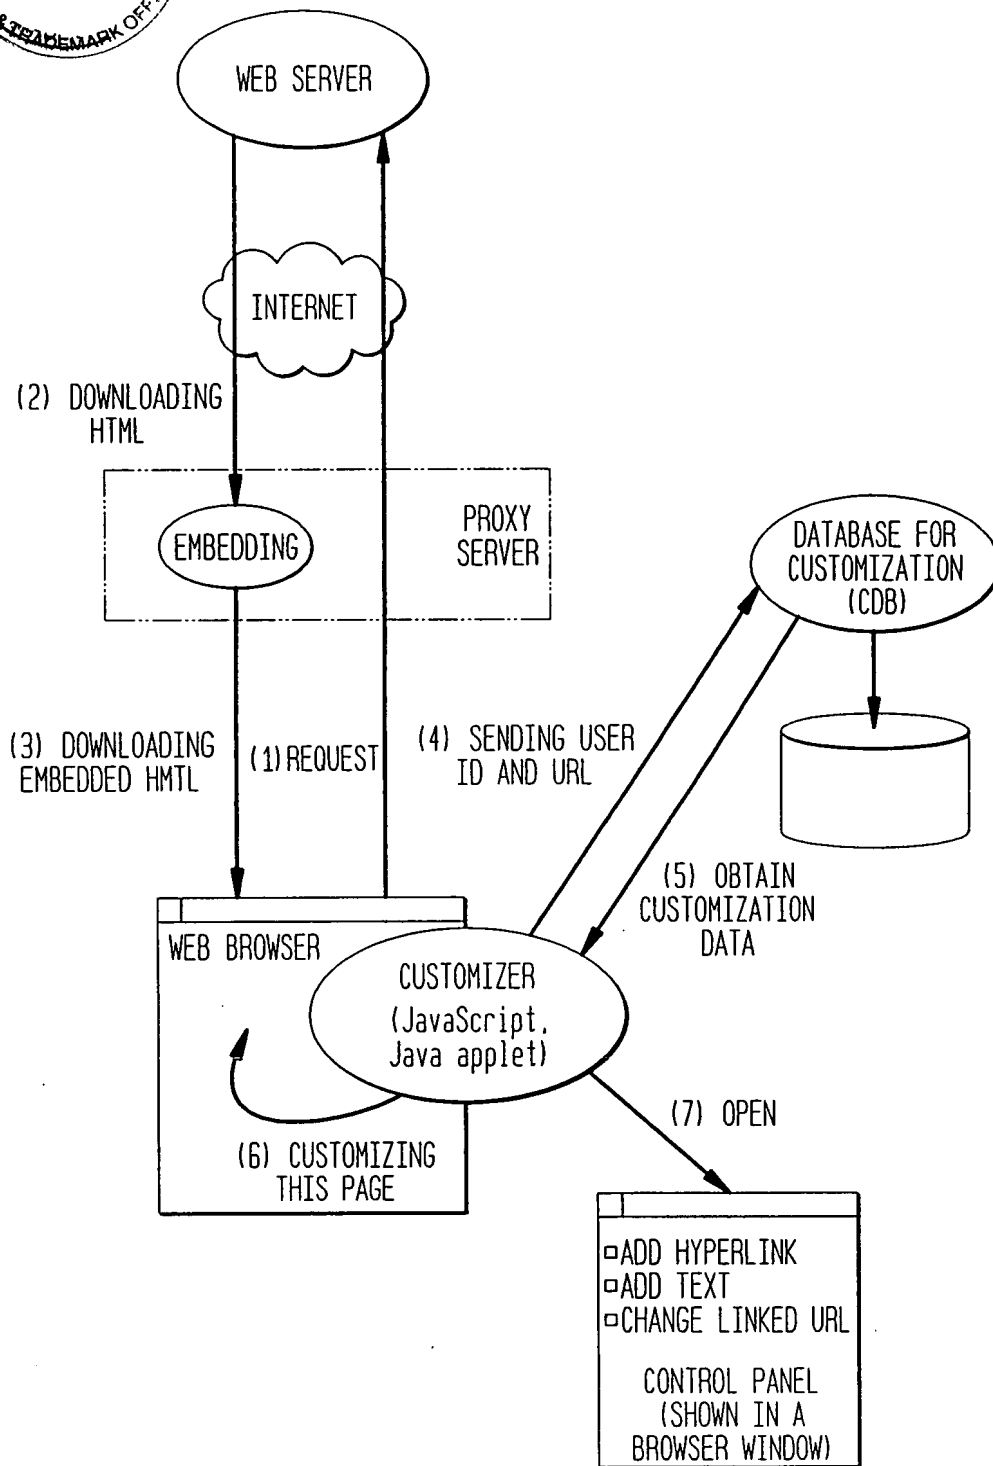 & TRADEMARK OFF
WEB SERVER
INTERNET
(2) DOWNLOADING
HTML
EMBEDDING
PROXY
SERVER
DATABASE FOR
CUSTOMIZATION
(CDB)
(3) DOWNLOADING
EMBEDDED HMTL
(1) REQUEST
(4) SENDING USER
ID AND URL
(5) OBTAIN
CUSTOMIZATION
DATA
WEB BROWSER
CUSTOMIZER
(JavaScript,
Java applet)
(6) CUSTOMIZING
THIS PAGE
(7) OPEN
ADD HYPERLINK
ADD TEXT
CHANGE LINKED URL
CONTROL PANEL
(SHOWN IN A
BROWSER WINDOW)